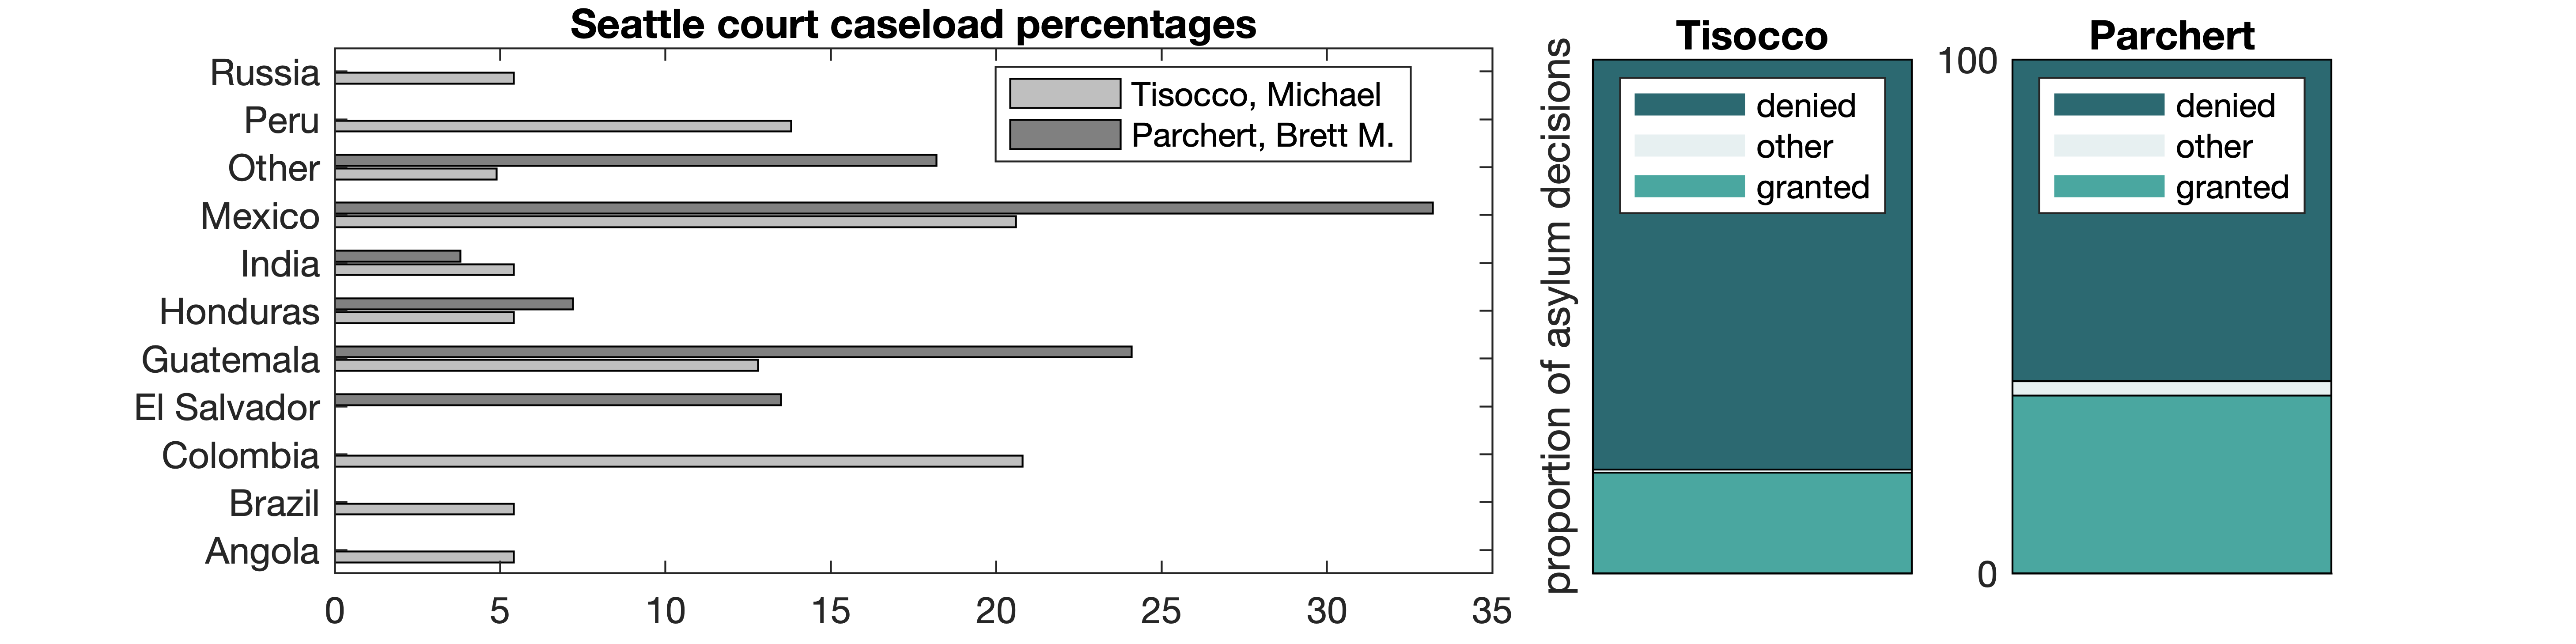 Seattle court caseload percentages
Russia
Peru
Other
Mexico
India
Honduras
Guatemala
El Salvador
Colombia
Brazil
Angola
0 5 10 15 20 25 30 35
Tisocco, Michael
Parchert, Brett M.
proportion of asylum decisions
Tisocco
denied
other
granted
Parchert
100
0
denied
other
granted